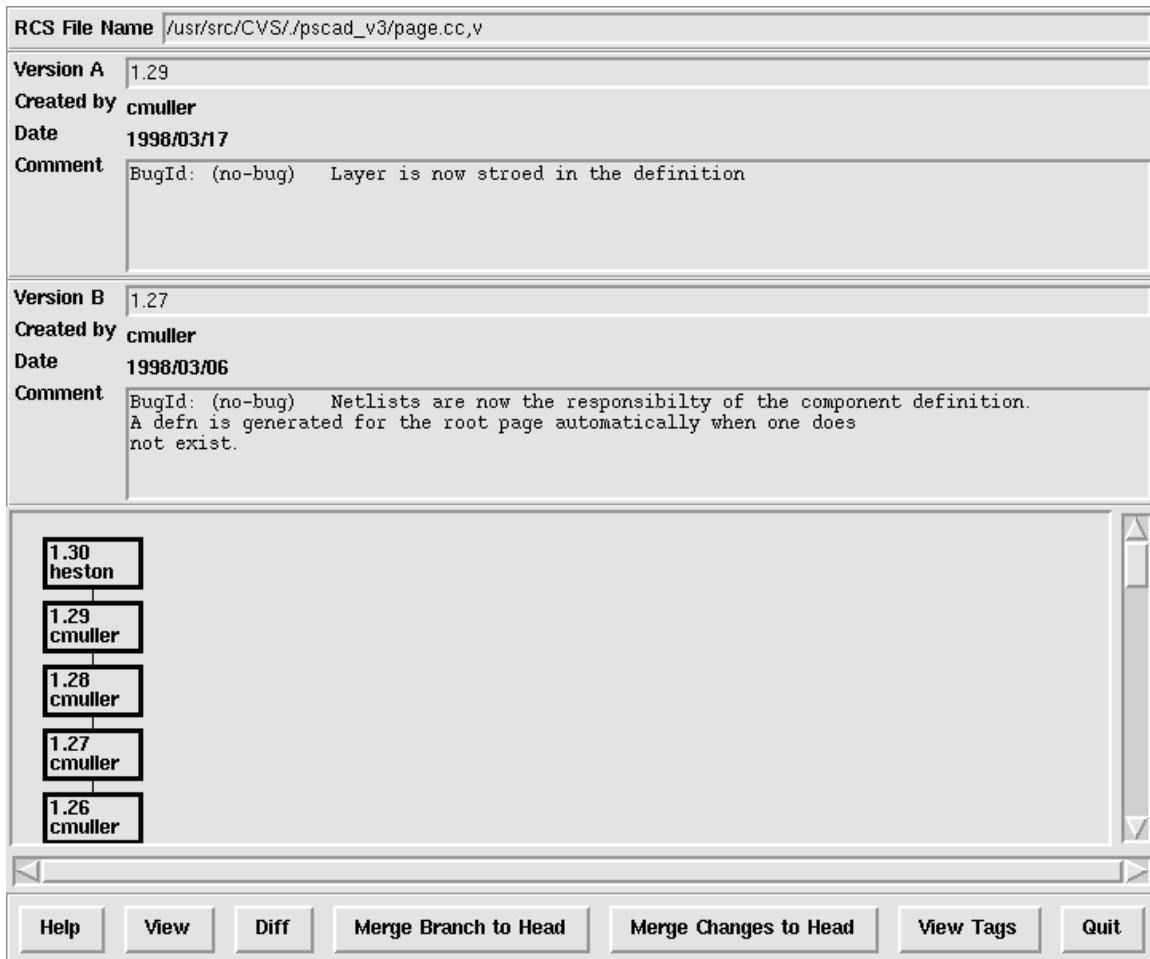 RCS File Name /usr/src/CVS/./pscad_v3/page.cc,v
Version A 1.29
Created by cmuller
Date 1998/03/17
Comment BugId: (no-bug)   Layer is now stroed in the definition
Version B 1.27
Created by cmuller
Date 1998/03/06
Comment BugId: (no-bug)   Netlists are now the responsibilty of the component definition.
A defn is generated for the root page automatically when one does
not exist.
1.30
heston
1.29
cmuller
1.28
cmuller
1.27
cmuller
1.26
cmuller
Help View Diff Merge Branch to Head Merge Changes to Head View Tags Quit